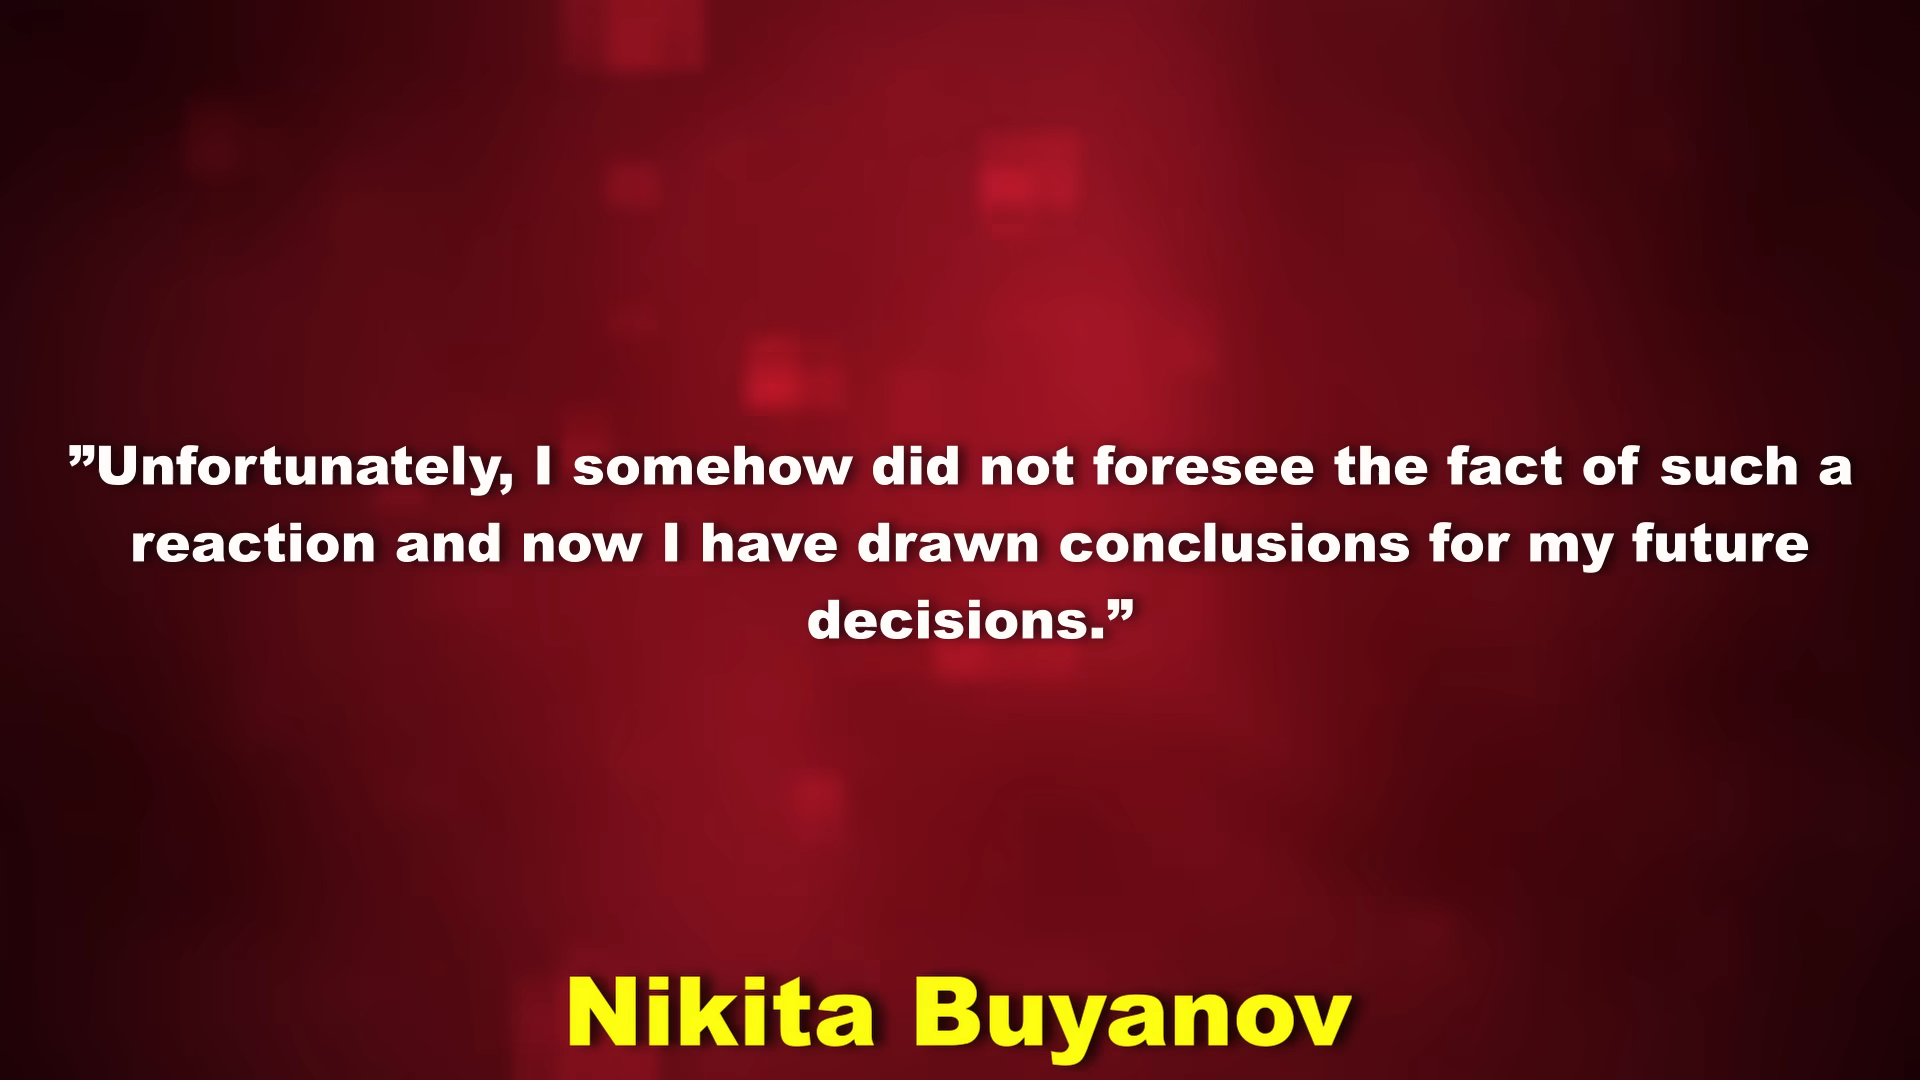 ”Unfortunately, I somehow did not foresee the fact of such a
reaction and now I have drawn conclusions for my future
decisions.”
Nikita Buyanov